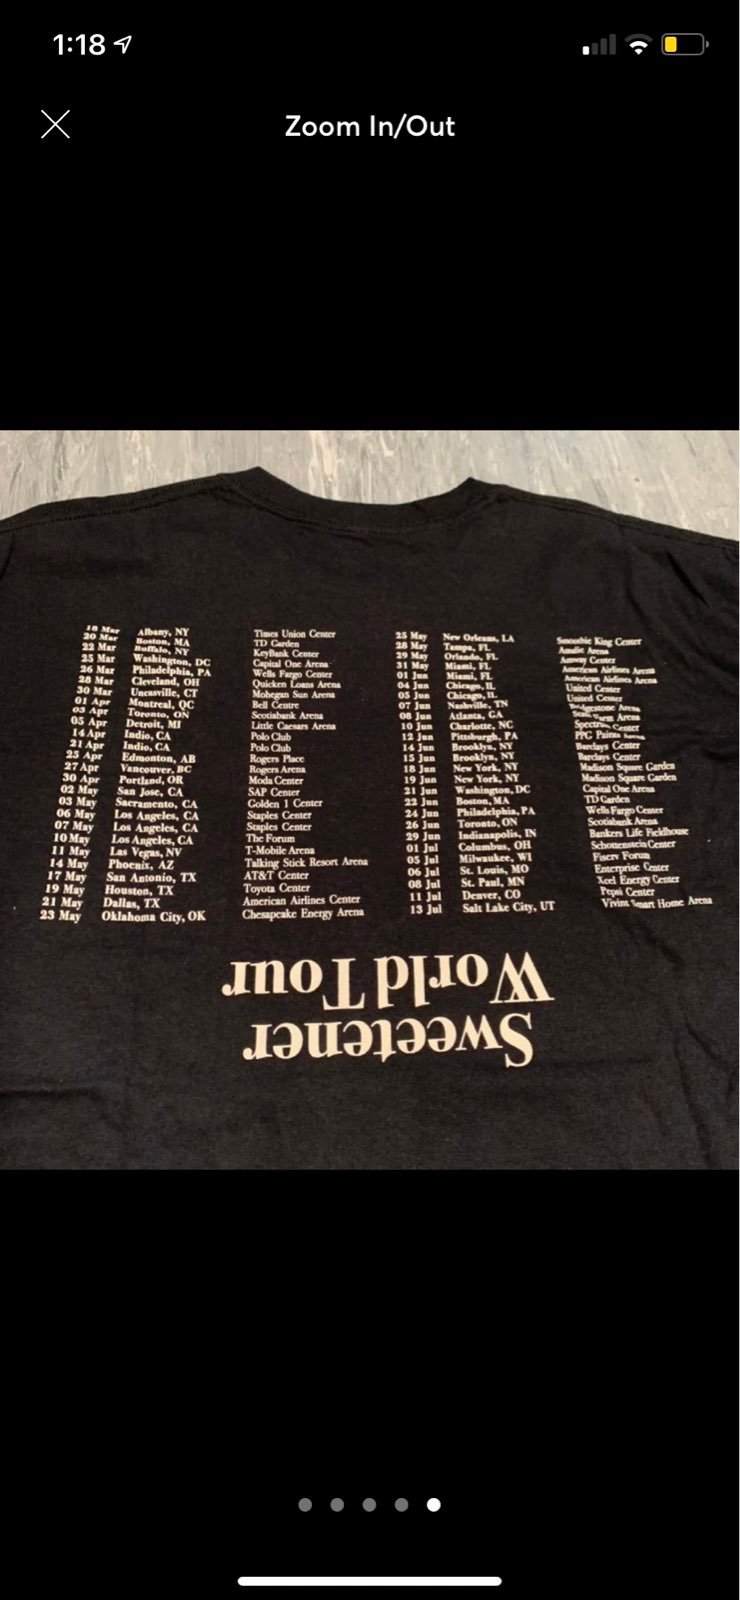 1:18
Zoom In/Out
18 Mar Albany, NY Times Union Center
20 Mar Boston, MA TD Garden
22 Mar Buffalo, NY KeyBank Center
25 Mar Washington, DC Capital One Arena
26 Mar Philadelphia, PA Wells Fargo Center
28 Mar Cleveland, OH Quicken Loans Arena
30 Mar Uncasville, CT Mohegan Sun Arena
01 Apr Montreal, QC Bell Centre
03 Apr Toronto, ON Scotiabank Arena
05 Apr Detroit, MI Little Caesars Arena
14 Apr Indio, CA Polo Club
21 Apr Indio, CA Polo Club
25 Apr Edmonton, AB Rogers Place
27 Apr Vancouver, BC Rogers Arena
30 Apr Portland, OR Moda Center
02 May San Jose, CA SAP Center
03 May Sacramento, CA Golden 1 Center
06 May Los Angeles, CA Staples Center
07 May Los Angeles, CA Staples Center
10 May Los Angeles, CA The Forum
11 May Las Vegas, NV T-Mobile Arena
14 May Phoenix, AZ Talking Stick Resort Arena
17 May San Antonio, TX AT&T Center
19 May Houston, TX Toyota Center
21 May Dallas, TX American Airlines Center
23 May Oklahoma City, OK Chesapeake Energy Arena
25 May New Orleans, LA Smoothie King Center
28 May Tampa, FL Amalie Arena
29 May Orlando, FL Amway Center
31 May Miami, FL American Airlines Arena
01 Jun Miami, FL American Airlines Arena
04 Jun Chicago, IL United Center
05 Jun Chicago, IL United Center
07 Jun Nashville, TN Bridgestone Arena
08 Jun Atlanta, GA State Farm Arena
10 Jun Charlotte, NC Spectrum Center
12 Jun Pittsburgh, PA PPG Paints Arena
14 Jun Brooklyn, NY Barclays Center
15 Jun Brooklyn, NY Barclays Center
18 Jun New York, NY Madison Square Garden
19 Jun New York, NY Madison Square Garden
21 Jun Washington, DC Capital One Arena
22 Jun Boston, MA TD Garden
24 Jun Philadelphia, PA Wells Fargo Center
26 Jun Toronto, ON Scotiabank Arena
29 Jun Indianapolis, IN Bankers Life Fieldhouse
01 Jul Columbus, OH Schottenstein Center
05 Jul Milwaukee, WI Fiserv Forum
06 Jul St. Louis, MO Enterprise Center
08 Jul St. Paul, MN Xcel Energy Center
11 Jul Denver, CO Pepsi Center
13 Jul Salt Lake City, UT Vivint Smart Home Arena
Sweetener
World Tour